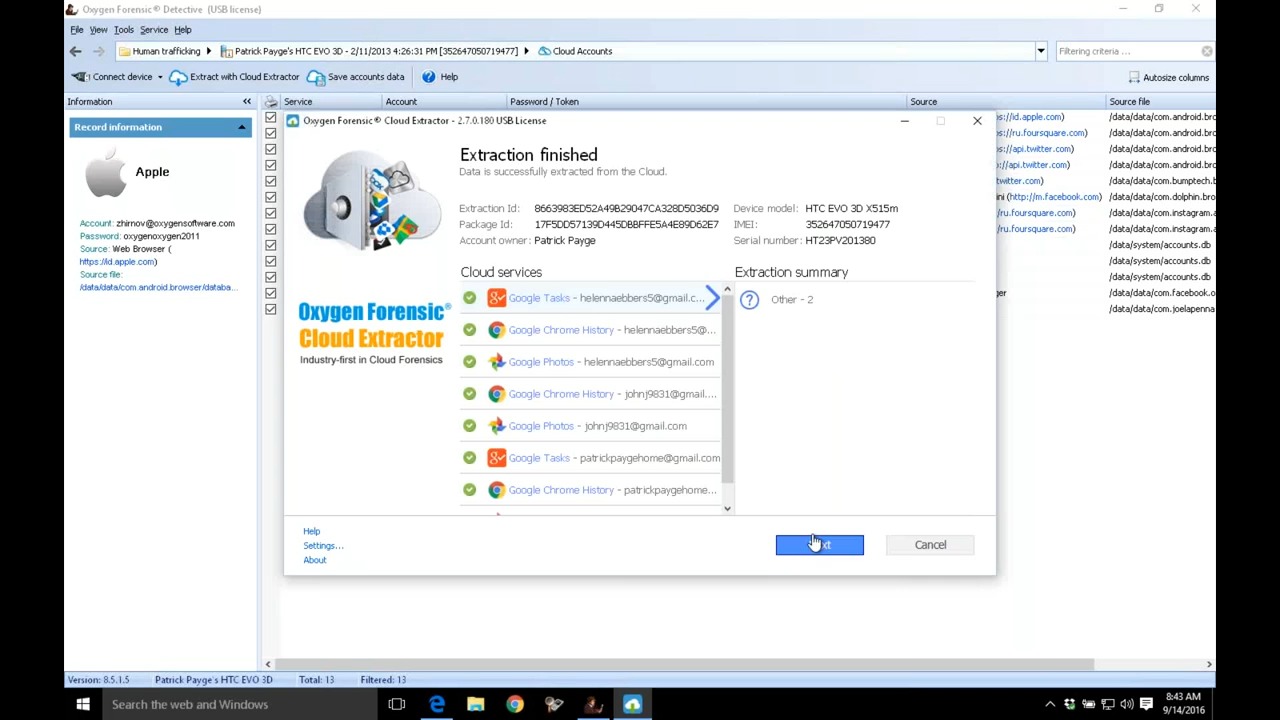 Oxygen Forensic® Detective (USB license)
File View Tools Service Help
Human trafficking Patrick Payge's HTC EVO 3D - 2/11/2013 4:26:31 PM [352647050719477] Cloud Accounts Filtering criteria ...
Connect device Extract with Cloud Extractor Save accounts data Help Autosize columns
Information << Service Account Password / Token Source Source file
Record information
Apple
Account: zhirnov@oxygensoftware.com
Password: oxygenoxygen2011
Source: Web Browser (
https://id.apple.com)
Source file:
/data/data/com.android.browser/databa...
Oxygen Forensic® Cloud Extractor - 2.7.0.180 USB License
Extraction finished
Data is successfully extracted from the Cloud.
Extraction Id: 8663983ED52A49B29047CA328D5036D9 Device model: HTC EVO 3D X515m
Package Id: 17F5DD57139D445DBBFFE5A4E89D62E7 IMEI: 352647050719477
Account owner: Patrick Payge Serial number: HT23PV201380
Cloud services Extraction summary
Google Tasks - helennaebbers5@gmail.c... Other - 2
Google Chrome History - helennaebbers5@...
Google Photos - helennaebbers5@gmail.com
Google Chrome History - johnj9831@gmail....
Google Photos - johnj9831@gmail.com
Google Tasks - patrickpaygehome@gmail.com
Google Chrome History - patrickpaygehome...
Oxygen Forensic®
Cloud Extractor
Industry-first in Cloud Forensics
Help
Settings...
About
Cancel
s://id.apple.com) /data/data/com.android.bro
ps://ru.foursquare.com) /data/data/com.android.bro
ps://api.twitter.com) /data/data/com.android.bro
://api.twitter.com) /data/data/com.android.bro
twitter.com) /data/data/com.bumptech.
ni (http://m.facebook.com) /data/data/com.dolphin.bro
/ru.foursquare.com) /data/data/com.instagram.a
/ru.foursquare.com) /data/data/com.instagram.a
/data/system/accounts.db
/data/system/accounts.db
/data/system/accounts.db
ger /data/data/com.facebook.o
/data/data/com.joelapenna
Version: 8.5.1.5 Patrick Payge's HTC EVO 3D Total: 13 Filtered: 13
Search the web and Windows
8:43 AM
9/14/2016